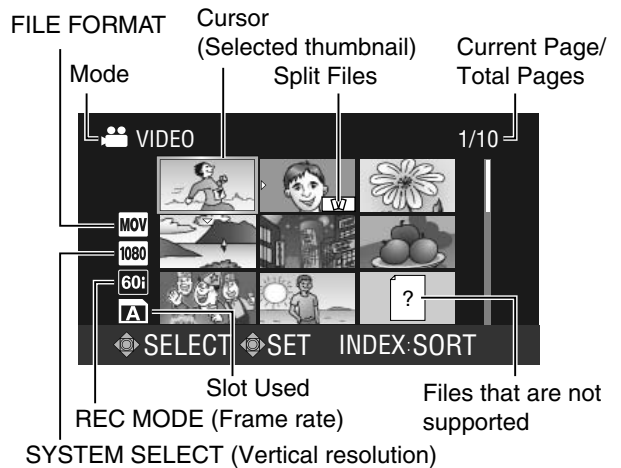 FILE FORMAT
Cursor
(Selected thumbnail)
Current Page/
Total Pages
Mode
Split Files
VIDEO
1/10
MOV
1080
60i
A
?
SELECT SET INDEX:SORT
Slot Used
Files that are not
supported
REC MODE (Frame rate)
SYSTEM SELECT (Vertical resolution)